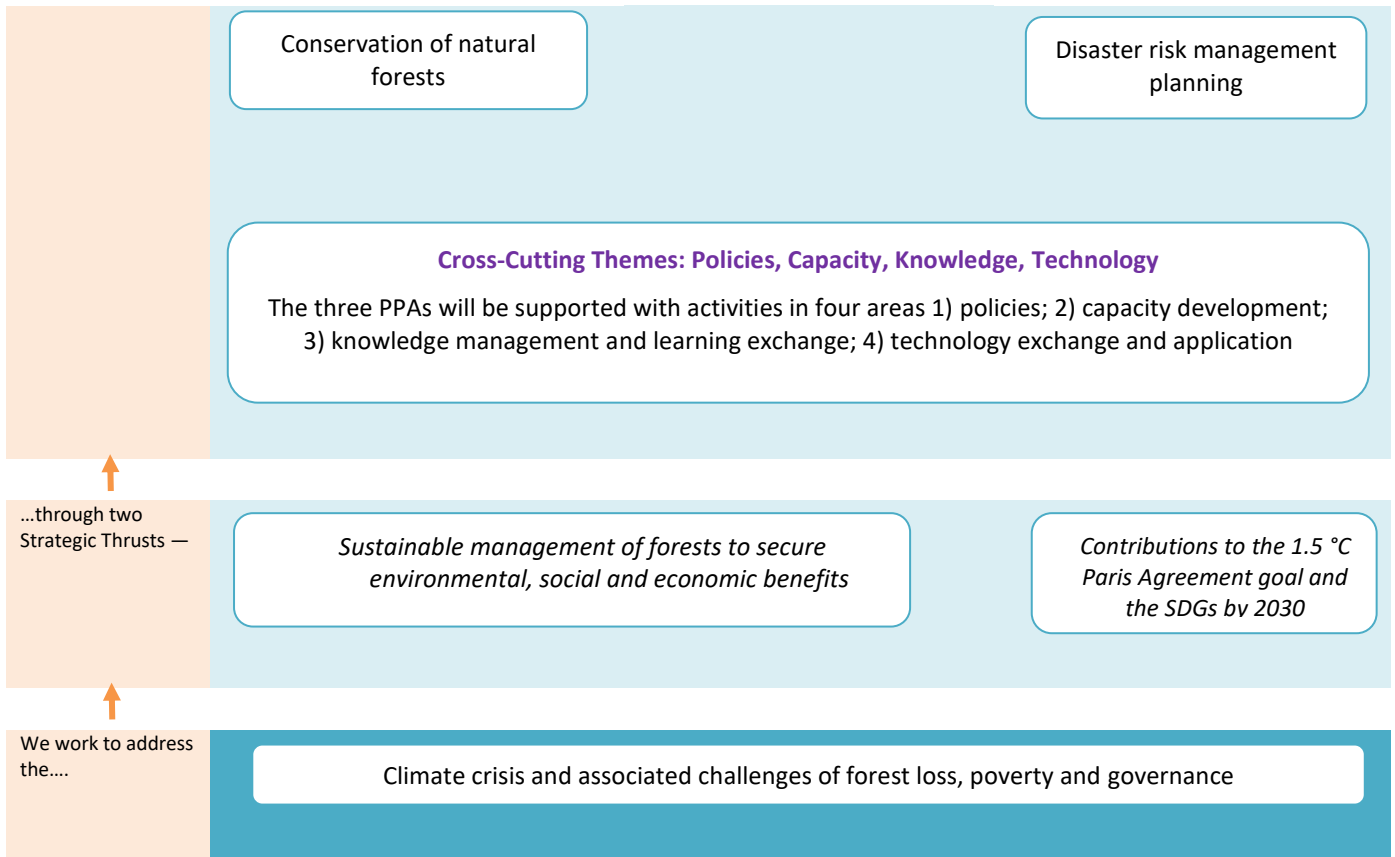 Conservation of natural
forests
Disaster risk management
planning
Cross-Cutting Themes: Policies, Capacity, Knowledge, Technology
The three PPAs will be supported with activities in four areas 1) policies; 2) capacity development;
3) knowledge management and learning exchange; 4) technology exchange and application
...through two
Strategic Thrusts —
Sustainable management of forests to secure
environmental, social and economic benefits
Contributions to the 1.5 °C
Paris Agreement goal and
the SDGs by 2030
We work to address
the….
Climate crisis and associated challenges of forest loss, poverty and governance